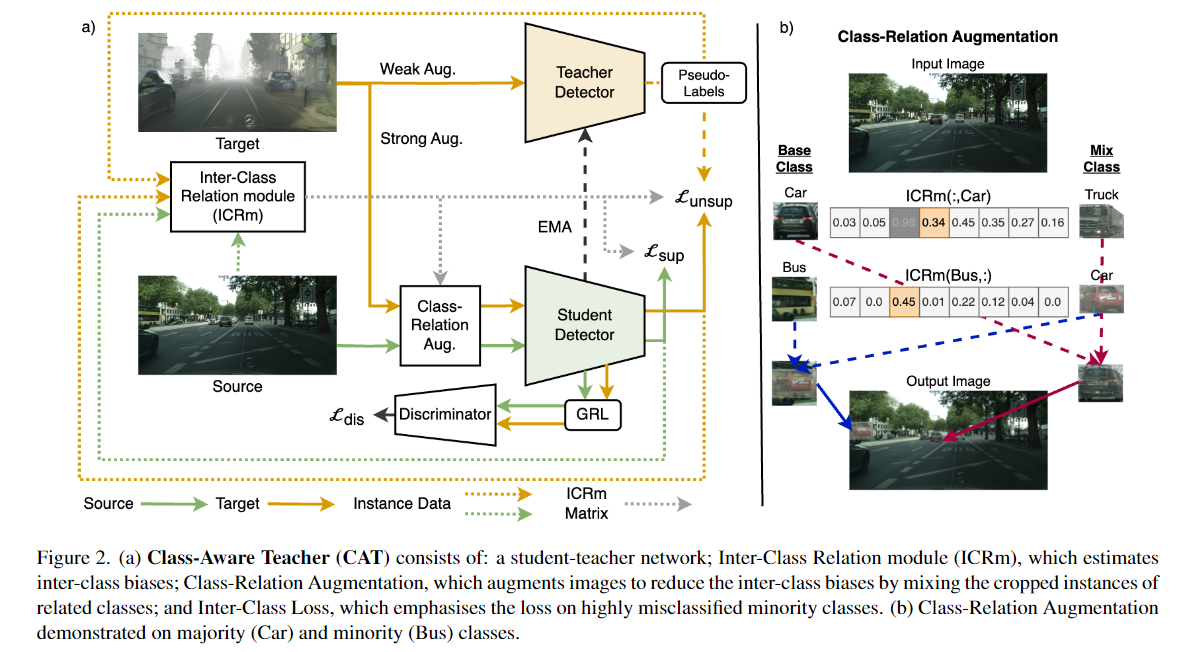 a)
Target
Weak Aug.
Strong Aug.
Teacher
Detector
Pseudo-
Labels
Inter-Class
Relation module
(ICRm)
ℒunsup
EMA
ℒsup
Source
Class-
Relation
Aug.
Student
Detector
ℒdis
Discriminator
GRL
Source
Target
Instance Data
ICRm
Matrix
b)
Class-Relation Augmentation
Input Image
Base
Class
Mix
Class
Car
ICRm(:,Car)
Truck
0.03 0.05 0.98 0.34 0.45 0.35 0.27 0.16
Bus
ICRm(Bus,:)
Car
0.07 0.0 0.45 0.01 0.22 0.12 0.04 0.0
Output Image
Figure 2. (a) Class-Aware Teacher (CAT) consists of: a student-teacher network; Inter-Class Relation module (ICRm), which estimates
inter-class biases; Class-Relation Augmentation, which augments images to reduce the inter-class biases by mixing the cropped instances of
related classes; and Inter-Class Loss, which emphasises the loss on highly misclassified minority classes. (b) Class-Relation Augmentation
demonstrated on majority (Car) and minority (Bus) classes.